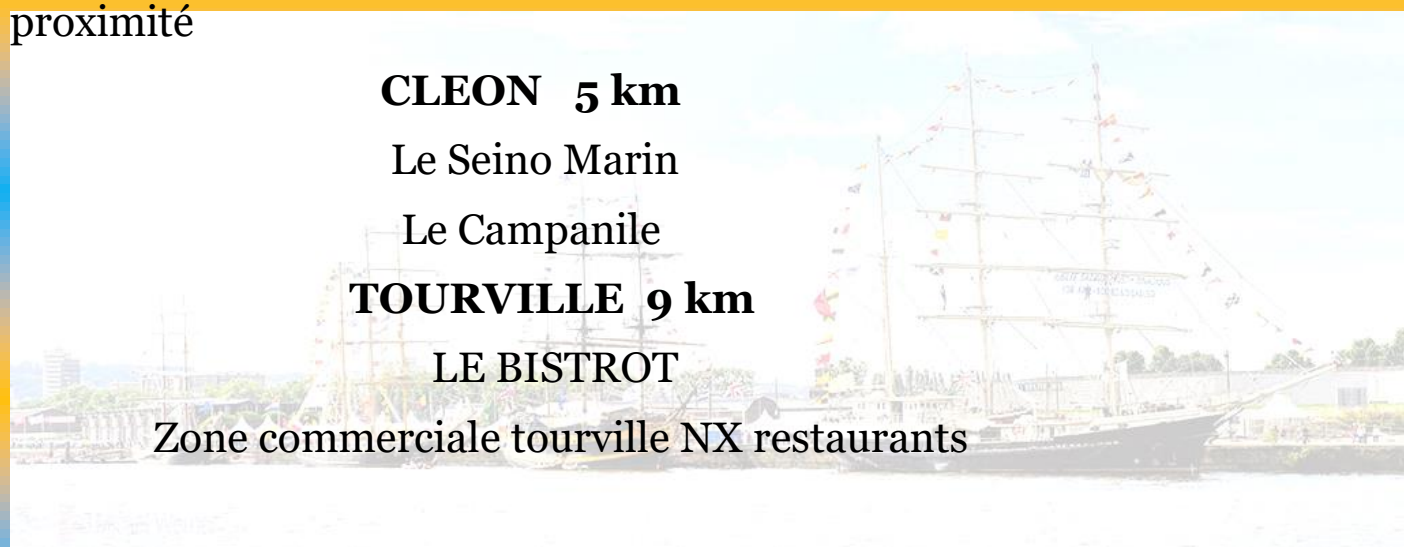 proximité
CLEON 5 km
Le Seino Marin
Le Campanile
TOURVILLE 9 km
LE BISTROT
Zone commerciale tourville NX restaurants